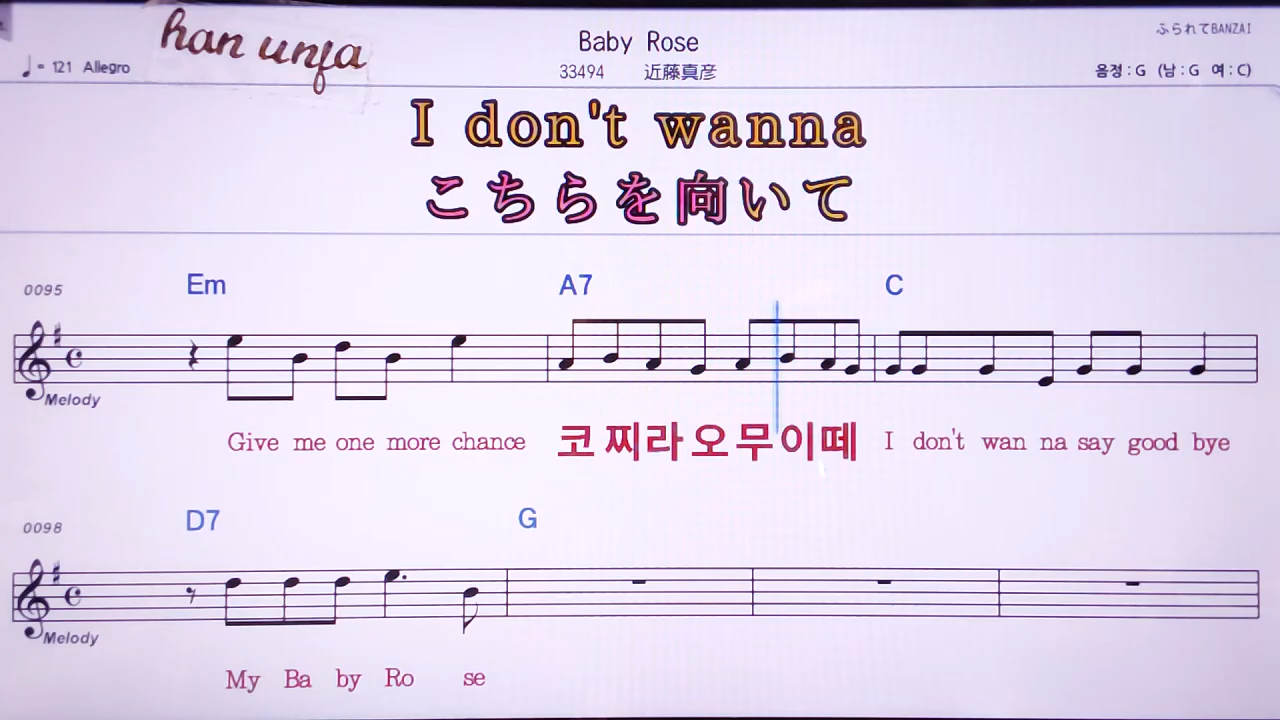 han unfa
Baby Rose
ふられてBANZAI
♩= 121 Allegro
33494 近藤真彦
음정:G (남:G 여:C)
I don't wanna
こちらを向いて
0095
Em A7 C
Melody
Give me one more chance 코찌라오무이떼 I don't wan na say good bye
0098
D7 G
Melody
My Ba by Ro se